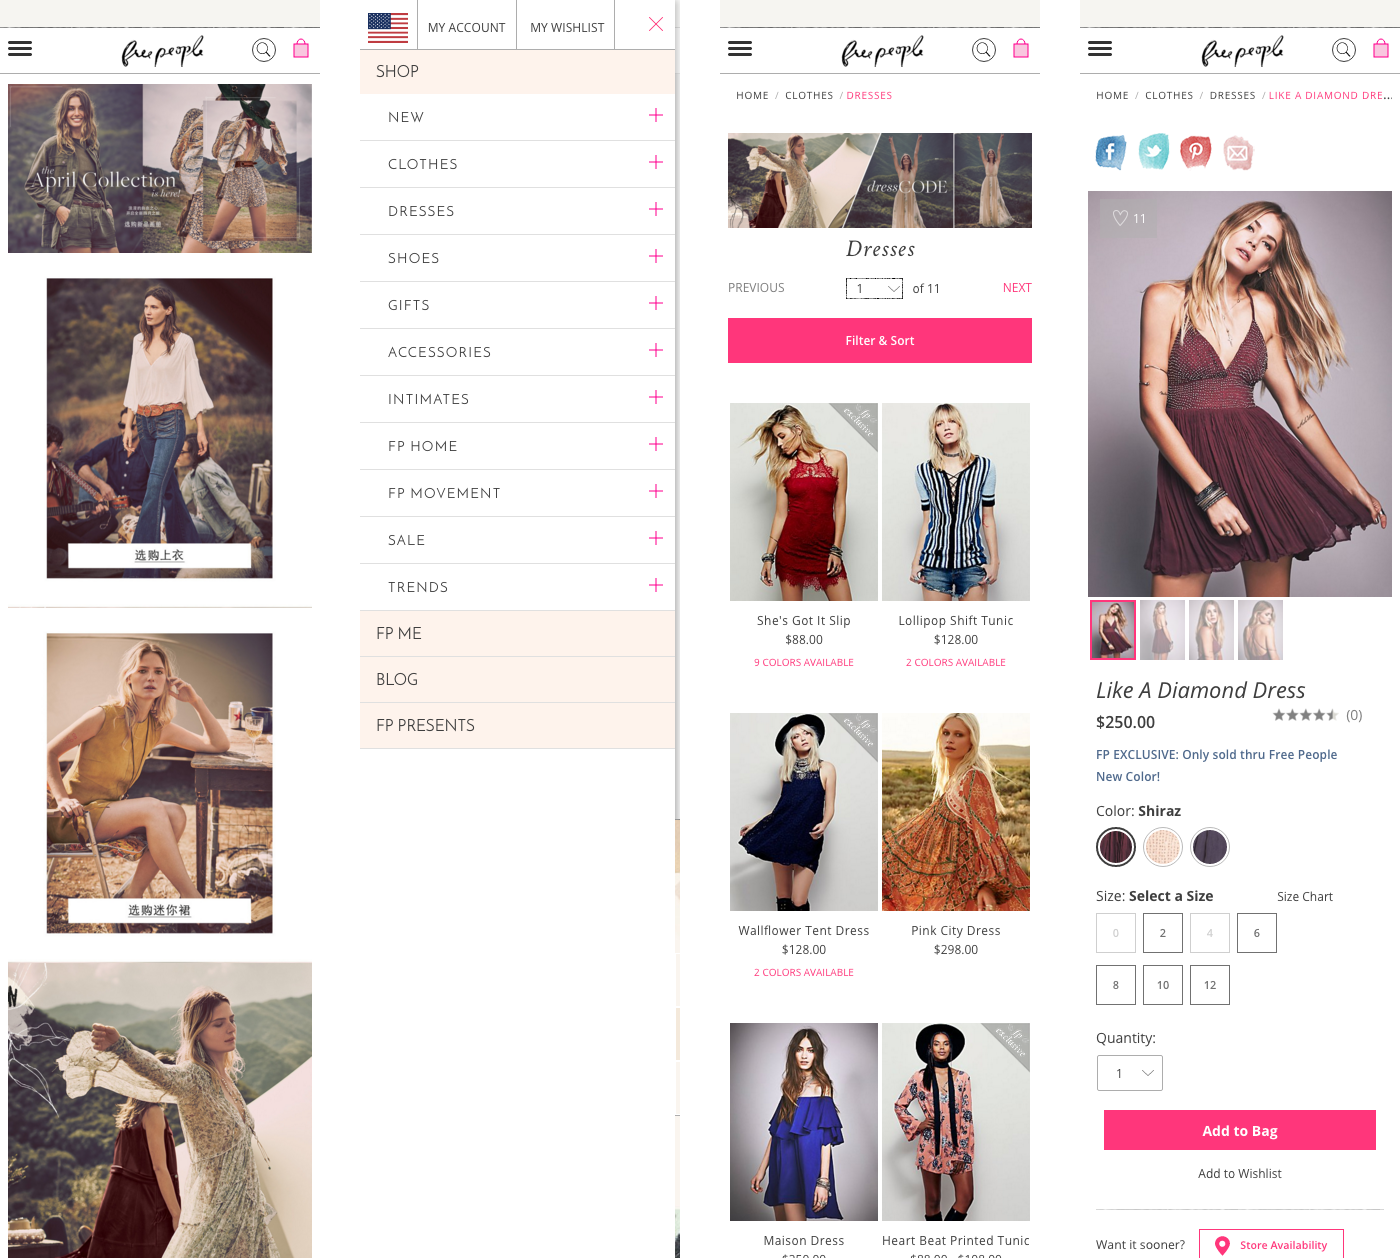 free people
the
April Collection
is here!
选购新品画册
选购上衣
选购迷你裙
MY ACCOUNT
MY WISHLIST
SHOP
NEW
CLOTHES
DRESSES
SHOES
GIFTS
ACCESSORIES
INTIMATES
FP HOME
FP MOVEMENT
SALE
TRENDS
FP ME
BLOG
FP PRESENTS
free people
HOME / CLOTHES / DRESSES
dressCODE
Dresses
PREVIOUS 1 of 11 NEXT
Filter & Sort
fp
exclusive
She's Got It Slip
$88.00
9 COLORS AVAILABLE
Lollipop Shift Tunic
$128.00
2 COLORS AVAILABLE
fp
exclusive
Wallflower Tent Dress
$128.00
2 COLORS AVAILABLE
Pink City Dress
$298.00
fp
exclusive
Maison Dress
Heart Beat Printed Tunic
free people
HOME / CLOTHES / DRESSES / LIKE A DIAMOND DRE...
11
Like A Diamond Dress
$250.00
(0)
FP EXCLUSIVE: Only sold thru Free People
New Color!
Color: Shiraz
Size: Select a Size
Size Chart
0 2 4 6
8 10 12
Quantity:
1
Add to Bag
Add to Wishlist
Want it sooner?
Store Availability